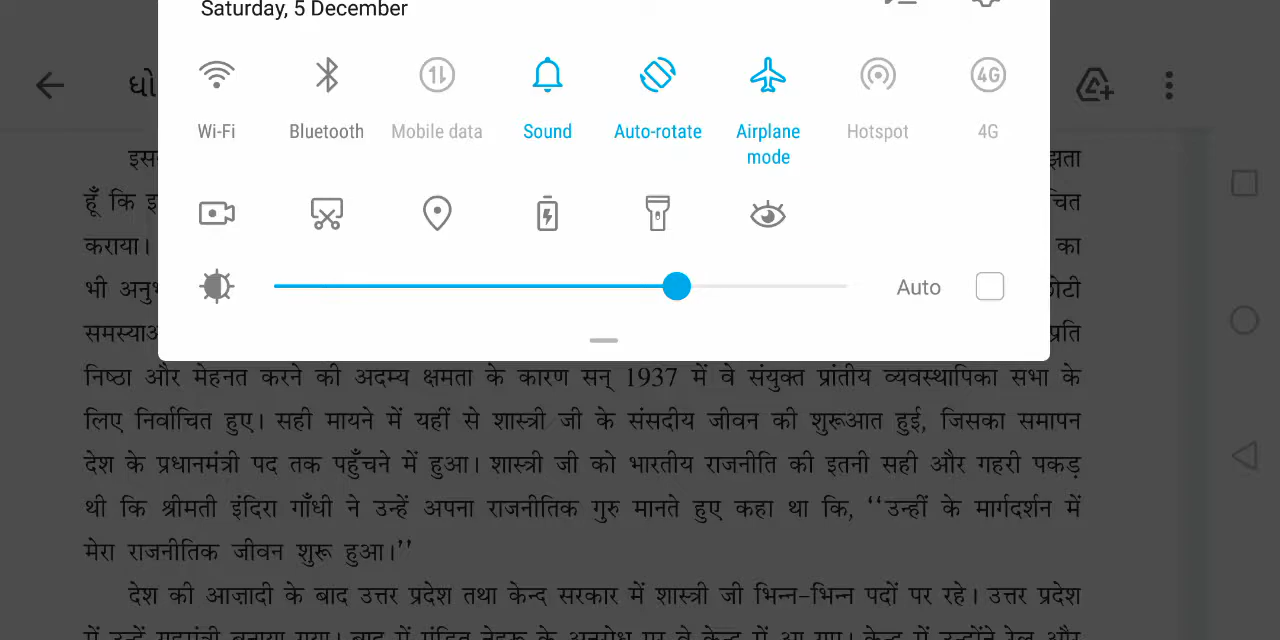 Saturday, 5 December
Wi-Fi Bluetooth Mobile data Sound Auto-rotate Airplane mode Hotspot 4G
4G
Auto
हूँ कि
कराया। का
भी
प्रति
निष्ठा और मेहनत करने की अदम्य क्षमता के कारण सन् 1937 में वे संयुक्त प्रांतीय व्यवस्थापिका सभा के
लिए निर्वाचित हुए। सही मायने में यहीं से शास्त्री जी के संसदीय जीवन की शुरूआत हुई, जिसका समापन
देश के प्रधानमंत्री पद तक पहुँचने में हुआ। शास्त्री जी को भारतीय राजनीति की इतनी सही और गहरी पकड़
थी कि श्रीमती इंदिरा गाँधी ने उन्हें अपना राजनीतिक गुरु मानते हुए कहा था कि, ‘‘उन्हीं के मार्गदर्शन में
मेरा राजनीतिक जीवन शुरू हुआ।’’
देश की आज़ादी के बाद उत्तर प्रदेश तथा केन्द सरकार में शास्त्री जी भिन्न-भिन्न पदों पर रहे। उत्तर प्रदेश